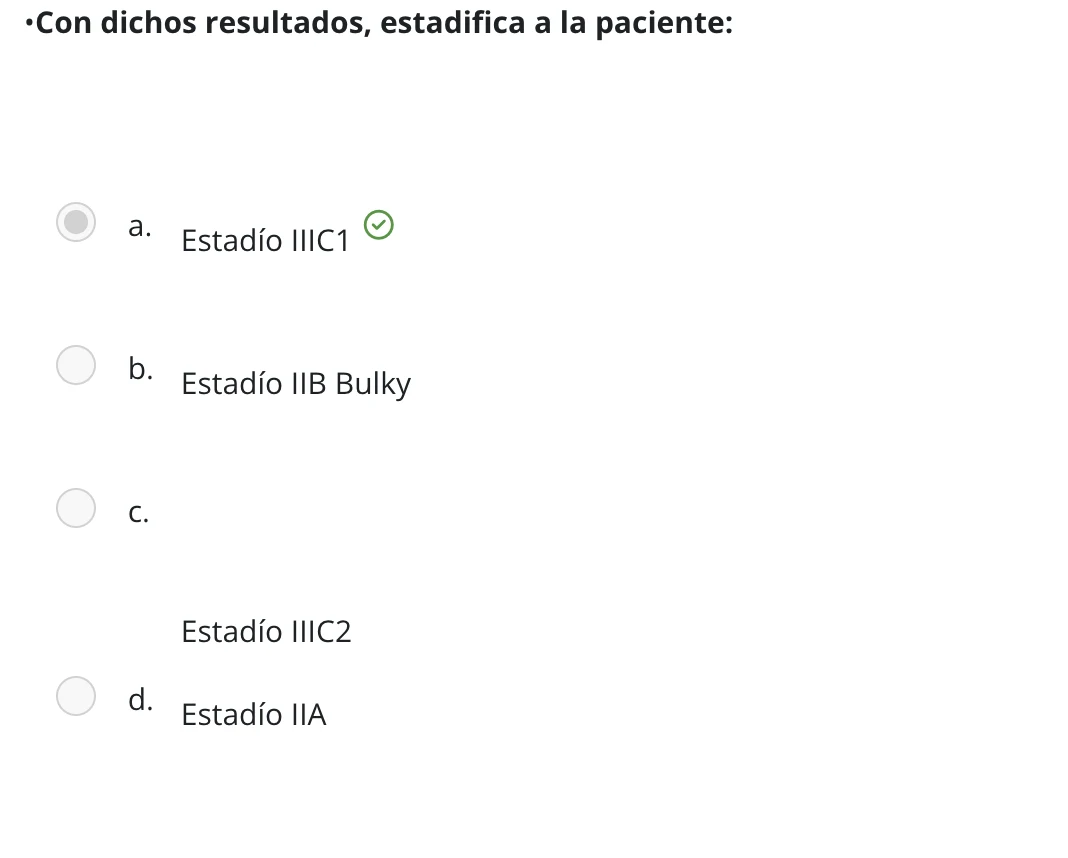 •Con dichos resultados, estadifica a la paciente:
a. Estadío IIIC1
b. Estadío IIB Bulky
c.
Estadío IIIC2
d. Estadío IIA